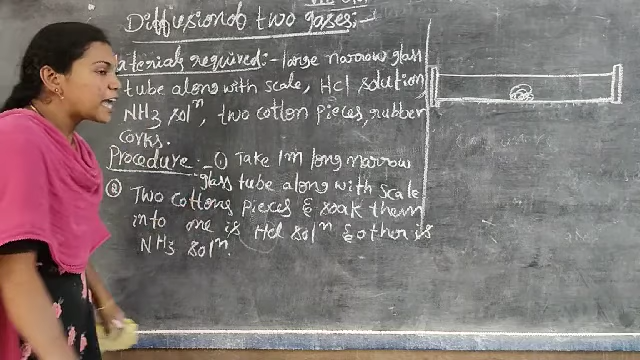 Diffusion of two gases:-
Materials required:- large narrow glass
tube along with scale, Hcl solution,
NH3 solⁿ, two cotton pieces, rubber
corks.
Procedure - ① Take 1m long narrow
glass tube along with scale
② Two cottons pieces & soak them
into one is Hcl solⁿ & other is
NH3 solⁿ.